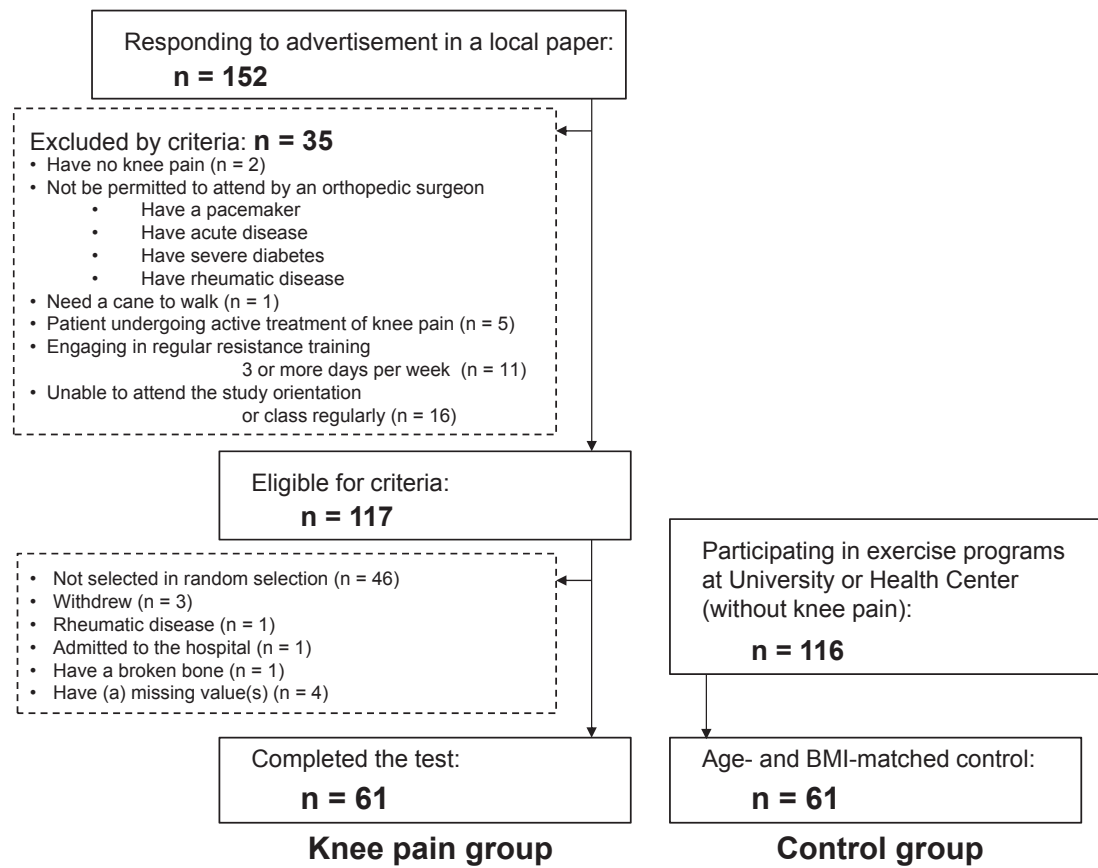 Responding to advertisement in a local paper:
n = 152
Excluded by criteria: n = 35
• Have no knee pain (n = 2)
• Not be permitted to attend by an orthopedic surgeon
• Have a pacemaker
• Have acute disease
• Have severe diabetes
• Have rheumatic disease
• Need a cane to walk (n = 1)
• Patient undergoing active treatment of knee pain (n = 5)
• Engaging in regular resistance training
3 or more days per week (n = 11)
• Unable to attend the study orientation
or class regularly (n = 16)
Eligible for criteria:
n = 117
• Not selected in random selection (n = 46)
• Withdrew (n = 3)
• Rheumatic disease (n = 1)
• Admitted to the hospital (n = 1)
• Have a broken bone (n = 1)
• Have (a) missing value(s) (n = 4)
Participating in exercise programs
at University or Health Center
(without knee pain):
n = 116
Completed the test:
n = 61
Knee pain group
Age- and BMI-matched control:
n = 61
Control group